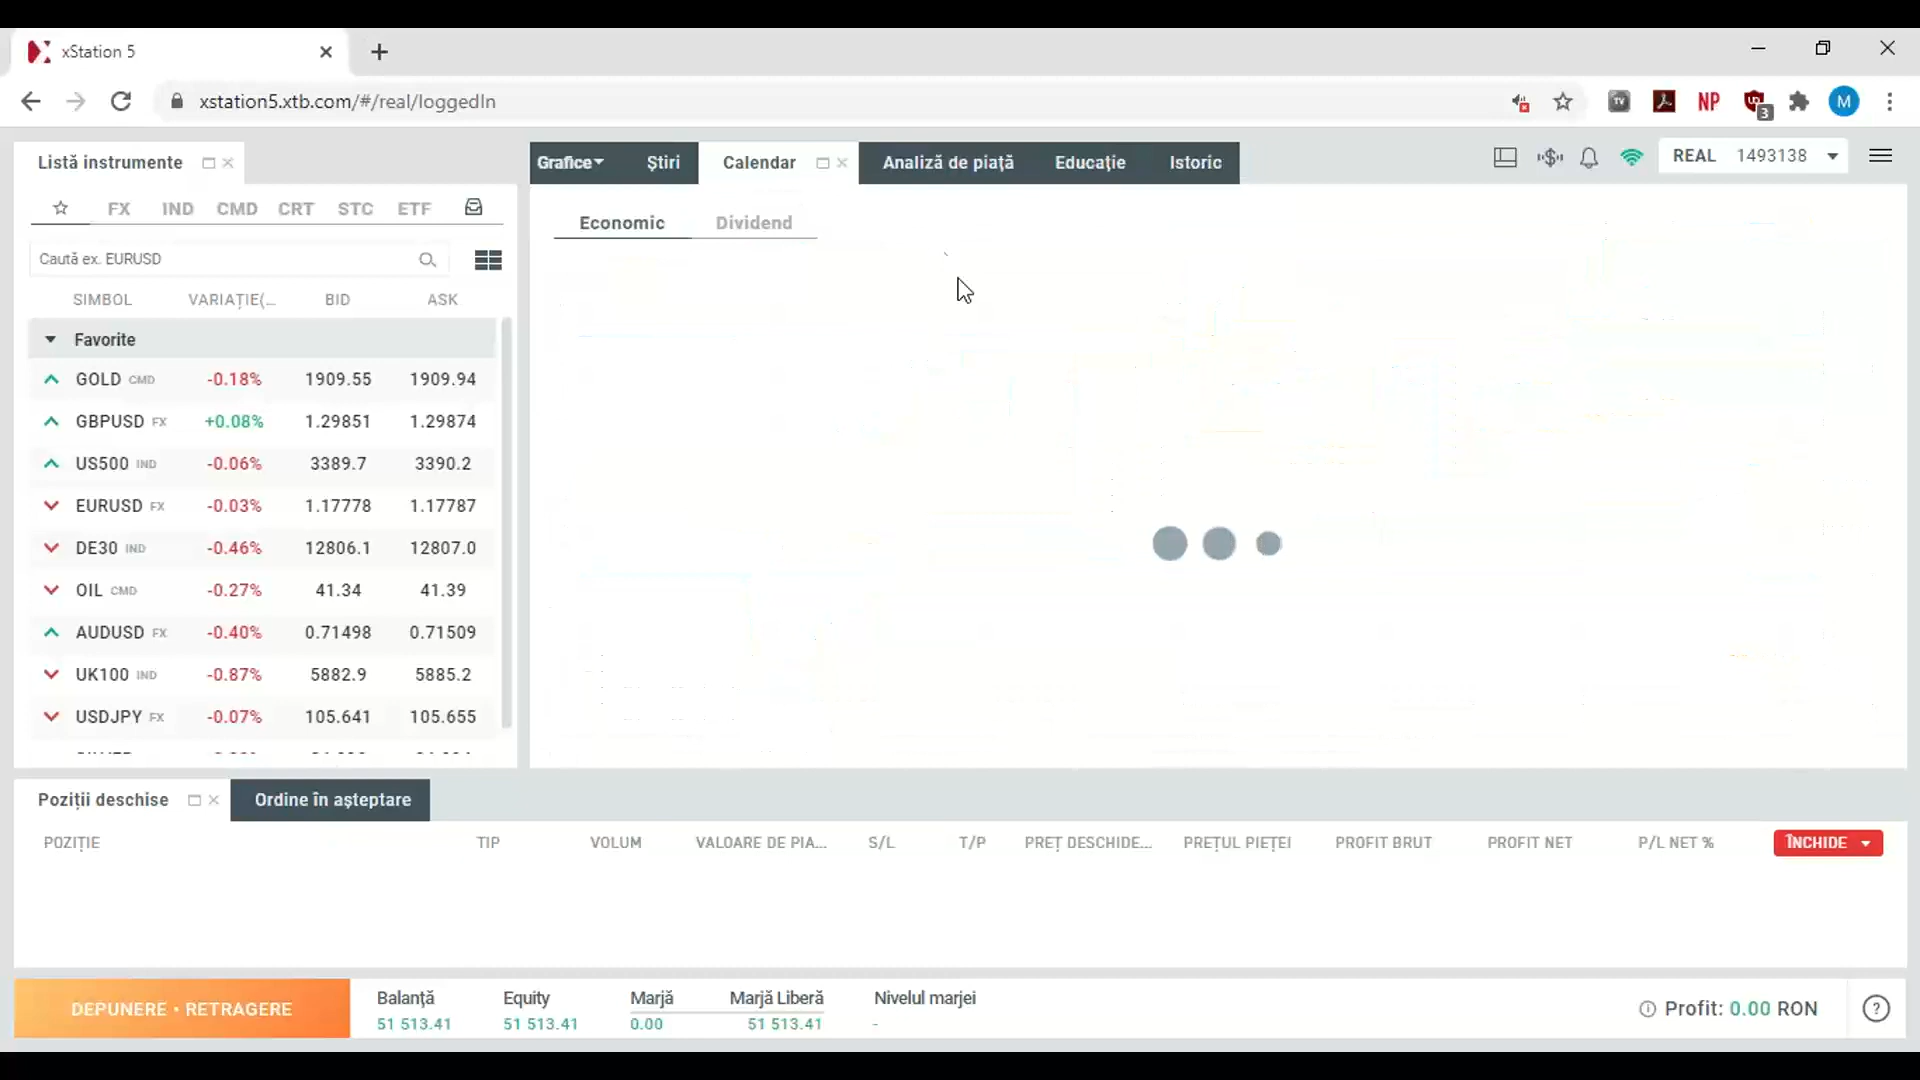 xStation 5
xstation5.xtb.com/#/real/loggedIn
TV
NP
3
M
Listă instrumente
Grafice
Știri
Calendar
Analiză de piață
Educație
Istoric
REAL 1493138
FX IND CMD CRT STC ETF
Economic
Dividend
Caută ex. EURUSD
SIMBOL VARIAȚIE(... BID ASK
Favorite
GOLD CMD -0.18% 1909.55 1909.94
GBPUSD FX +0.08% 1.29851 1.29874
US500 IND -0.06% 3389.7 3390.2
EURUSD FX -0.03% 1.17778 1.17787
DE30 IND -0.46% 12806.1 12807.0
OIL CMD -0.27% 41.34 41.39
AUDUSD FX -0.40% 0.71498 0.71509
UK100 IND -0.87% 5882.9 5885.2
USDJPY FX -0.07% 105.641 105.655
Poziții deschise
Ordine în așteptare
POZIȚIE TIP VOLUM VALOARE DE PIA... S/L T/P PREȚ DESCHIDE... PREȚUL PIEȚEI PROFIT BRUT PROFIT NET P/L NET % ÎNCHIDE
DEPUNERE • RETRAGERE
Balanță Equity Marjă Marjă Liberă Nivelul marjei
51 513.41 51 513.41 0.00 51 513.41 -
Profit: 0.00 RON
?